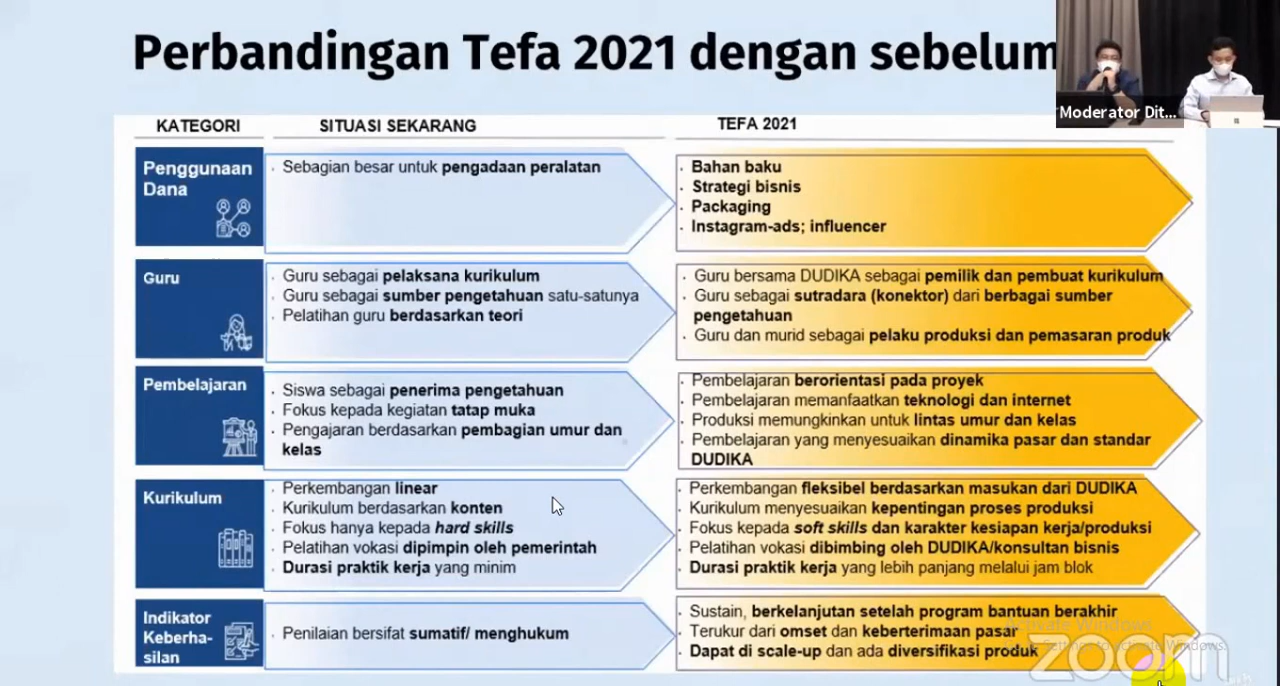 Perbandingan Tefa 2021 dengan sebelum
Moderator Dit...
KATEGORI
SITUASI SEKARANG
TEFA 2021
Penggunaan
Dana
· Sebagian besar untuk pengadaan peralatan
· Bahan baku
· Strategi bisnis
· Packaging
· Instagram-ads; influencer
Guru
· Guru sebagai pelaksana kurikulum
· Guru sebagai sumber pengetahuan satu-satunya
· Pelatihan guru berdasarkan teori
· Guru bersama DUDIKA sebagai pemilik dan pembuat kurikulum
· Guru sebagai sutradara (konektor) dari berbagai sumber
pengetahuan
· Guru dan murid sebagai pelaku produksi dan pemasaran produk
Pembelajaran
· Siswa sebagai penerima pengetahuan
· Fokus kepada kegiatan tatap muka
· Pengajaran berdasarkan pembagian umur dan
kelas
· Pembelajaran berorientasi pada proyek
· Pembelajaran memanfaatkan teknologi dan internet
· Produksi memungkinkan untuk lintas umur dan kelas
· Pembelajaran yang menyesuaikan dinamika pasar dan standar
DUDIKA
Kurikulum
· Perkembangan linear
· Kurikulum berdasarkan konten
· Fokus hanya kepada hard skills
· Pelatihan vokasi dipimpin oleh pemerintah
· Durasi praktik kerja yang minim
· Perkembangan fleksibel berdasarkan masukan dari DUDIKA
· Kurikulum menyesuaikan kepentingan proses produksi
· Fokus kepada soft skills dan karakter kesiapan kerja/produksi
· Pelatihan vokasi dibimbing oleh DUDIKA/konsultan bisnis
· Durasi praktik kerja yang lebih panjang melalui jam blok
Indikator
Keberha-
silan
· Penilaian bersifat sumatif/ menghukum
· Sustain, berkelanjutan setelah program bantuan berakhir
· Terukur dari omset dan keberterimaan pasar
· Dapat di scale-up dan ada diversifikasi produk
Activate Windows
Settings to activate Windows.
zoom